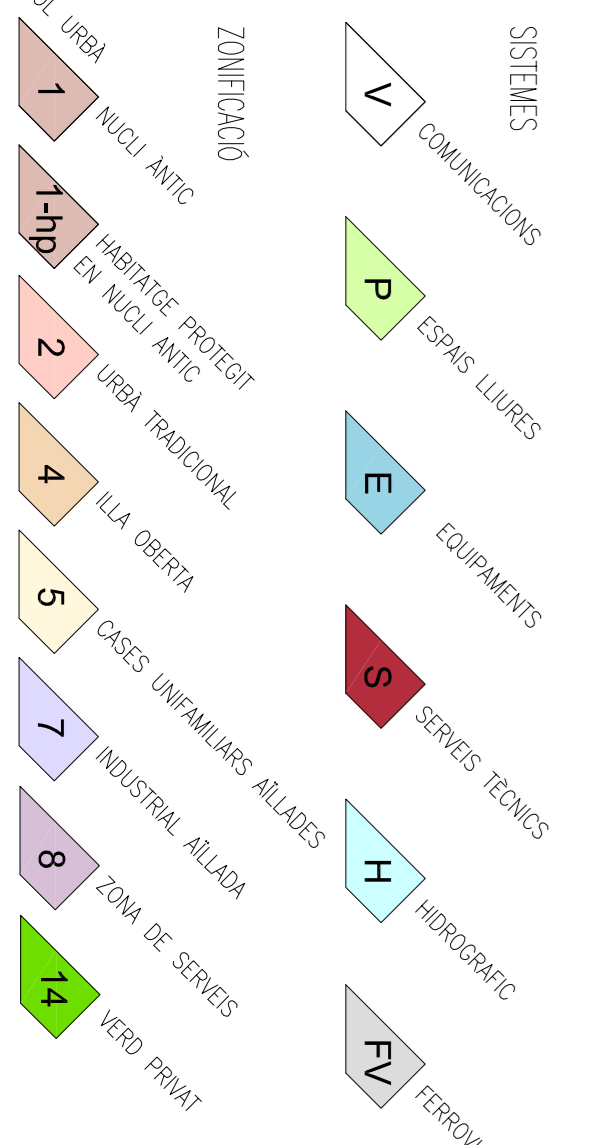 SISTEMES
V
COMUNICACIONS
P
ESPAIS LLIURES
E
EQUIPAMENTS
S
SERVEIS TÈCNICS
H
HIDROGRAFIC
FV
ZONIFICACIÓ
URBÀ
1
NUCLI ÀNTIC
1-hp
HABITATGE PROTEGIT
EN NUCLI ANTIC
2
URBÀ TRADICIONAL
4
ILLA OBERTA
5
CASES UNIFAMILIARS AÏLLADES
7
INDUSTRIAL AÏLLADA
8
ZONA DE SERVEIS
14
VERD PRIVAT